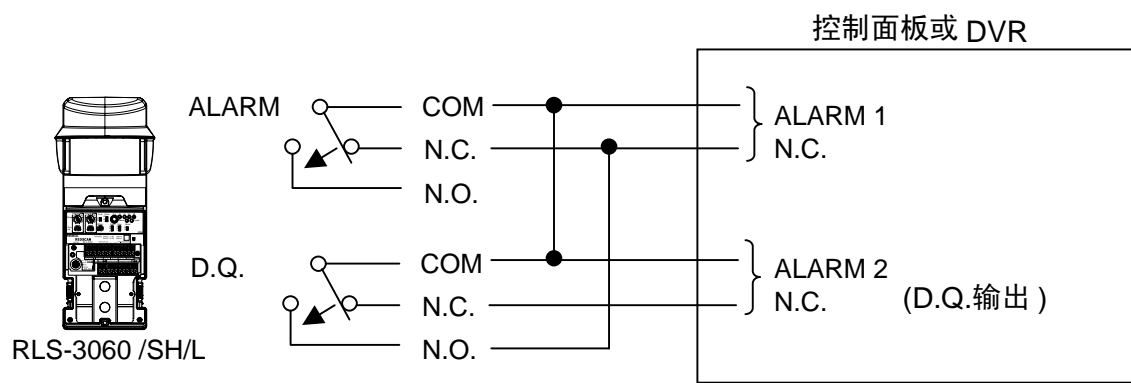 控制面板或 DVR
ALARM
COM
N.C.
N.O.
ALARM 1
N.C.
D.Q.
COM
N.C.
N.O.
ALARM 2
N.C.
(D.Q.输出 )
RLS-3060 /SH/L